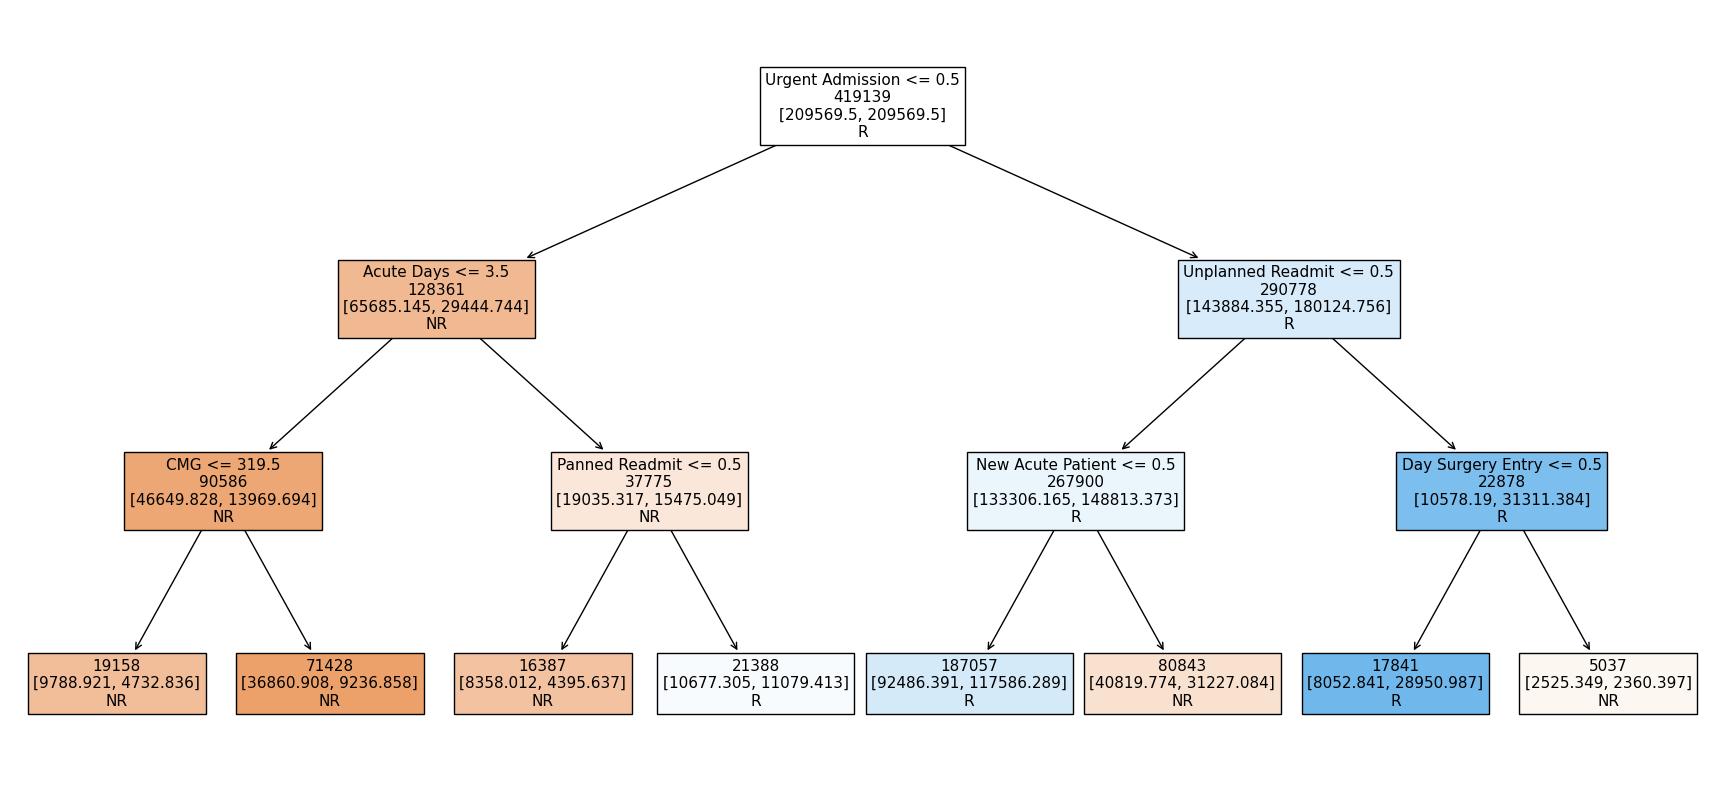 Urgent Admission <= 0.5
419139
[209569.5, 209569.5]
R
Acute Days <= 3.5
128361
[65685.145, 29444.744]
NR
Unplanned Readmit <= 0.5
290778
[143884.355, 180124.756]
R
CMG <= 319.5
90586
[46649.828, 13969.694]
NR
Panned Readmit <= 0.5
37775
[19035.317, 15475.049]
NR
New Acute Patient <= 0.5
267900
[133306.165, 148813.373]
R
Day Surgery Entry <= 0.5
22878
[10578.19, 31311.384]
R
19158
[9788.921, 4732.836]
NR
71428
[36860.908, 9236.858]
NR
16387
[8358.012, 4395.637]
NR
21388
[10677.305, 11079.413]
R
187057
[92486.391, 117586.289]
R
80843
[40819.774, 31227.084]
NR
17841
[8052.841, 28950.987]
R
5037
[2525.349, 2360.397]
NR